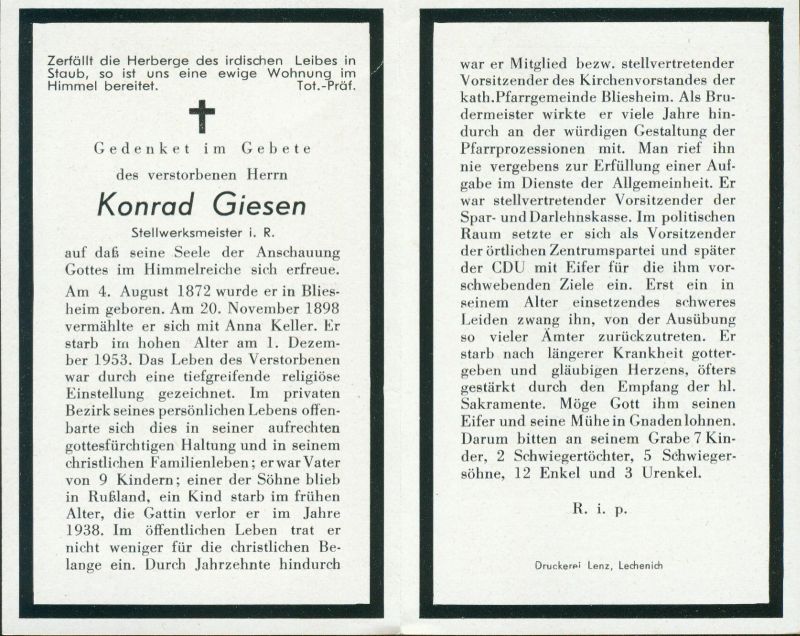 Zerfällt die Herberge des irdischen Leibes in
Staub, so ist uns eine ewige Wohnung im
Himmel bereitet. Tot.-Präf.
Gedenket im Gebete
des verstorbenen Herrn
Konrad Giesen
Stellwerksmeister i. R.
auf daß seine Seele der Anschauung
Gottes im Himmelreiche sich erfreue.
Am 4. August 1872 wurde er in Blies-
heim geboren. Am 20. November 1898
vermählte er sich mit Anna Keller. Er
starb im hohen Alter am 1. Dezem-
ber 1953. Das Leben des Verstorbenen
war durch eine tiefgreifende religiöse
Einstellung gezeichnet. Im privaten
Bezirk seines persönlichen Lebens offen-
barte sich dies in seiner aufrechten
gottesfürchtigen Haltung und in seinem
christlichen Familienleben; er war Vater
von 9 Kindern; einer der Söhne blieb
in Rußland, ein Kind starb im frühen
Alter, die Gattin verlor er im Jahre
1938. Im öffentlichen Leben trat er
nicht weniger für die christlichen Be-
lange ein. Durch Jahrzehnte hindurch
war er Mitglied bezw. stellvertretender
Vorsitzender des Kirchenvorstandes der
kath. Pfarrgemeinde Bliesheim. Als Bru-
dermeister wirkte er viele Jahre hin-
durch an der würdigen Gestaltung der
Pfarrprozessionen mit. Man rief ihn
nie vergebens zur Erfüllung einer Auf-
gabe im Dienste der Allgemeinheit. Er
war stellvertretender Vorsitzender der
Spar- und Darlehnskasse. Im politischen
Raum setzte er sich als Vorsitzender
der örtlichen Zentrumspartei und später
der CDU mit Eifer für die ihm vor-
schwebenden Ziele ein. Erst ein in
seinem Alter einsetzendes schweres
Leiden zwang ihn, von der Ausübung
so vieler Ämter zurückzutreten. Er
starb nach längerer Krankheit gotter-
geben und gläubigen Herzens, öfters
gestärkt durch den Empfang der hl.
Sakramente. Möge Gott ihm seinen
Eifer und seine Mühe in Gnaden lohnen.
Darum bitten an seinem Grabe 7 Kin-
der, 2 Schwiegertöchter, 5 Schwieger-
söhne, 12 Enkel und 3 Urenkel.
R. i. p.
Druckerei Lenz, Lechenich